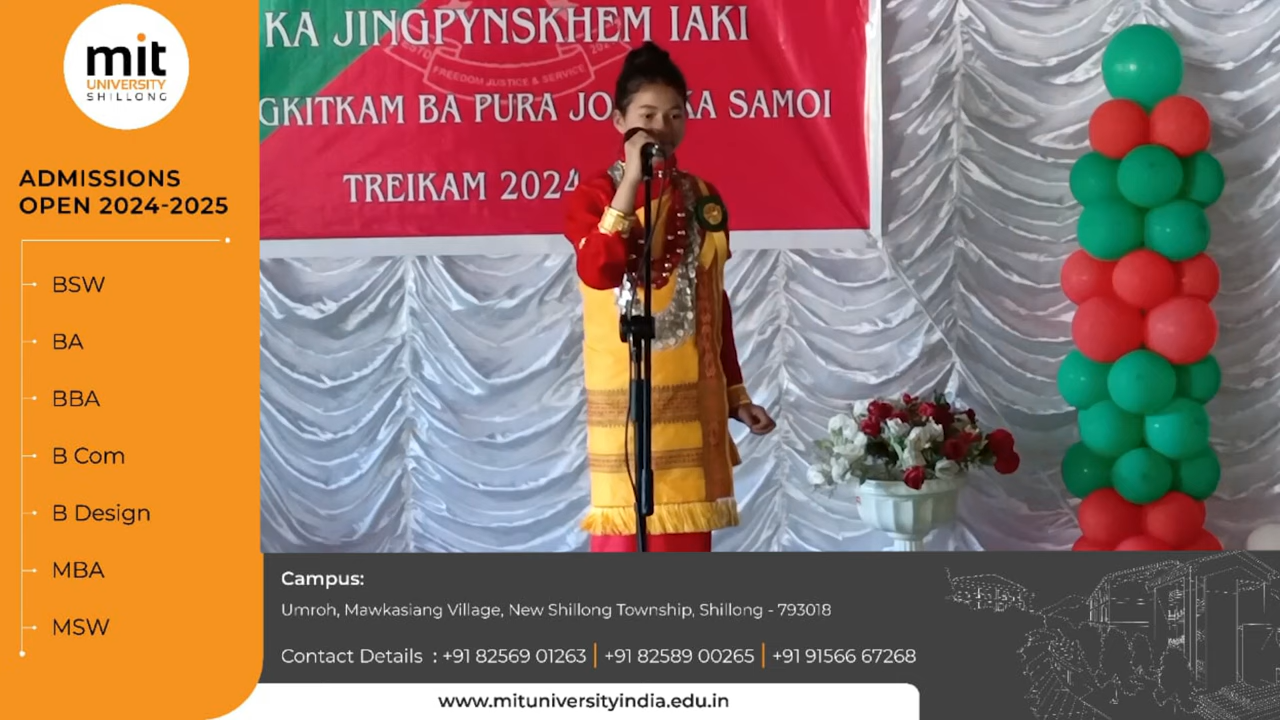 mit
UNIVERSITY
SHILLONG
ADMISSIONS
OPEN 2024-2025
BSW
BA
BBA
B Com
B Design
MBA
MSW
KA JINGPYNSKHEM IAKI
FREEDOM JUSTICE & SERVICE
BA PURA KA SAMOI
TREIKAM 2024
Campus:
Umroh, Mawkasiang Village, New Shillong Township, Shillong - 793018
Contact Details : +91 82569 01263 | +91 82589 00265 | +91 91566 67268
www.mituniversityindia.edu.in